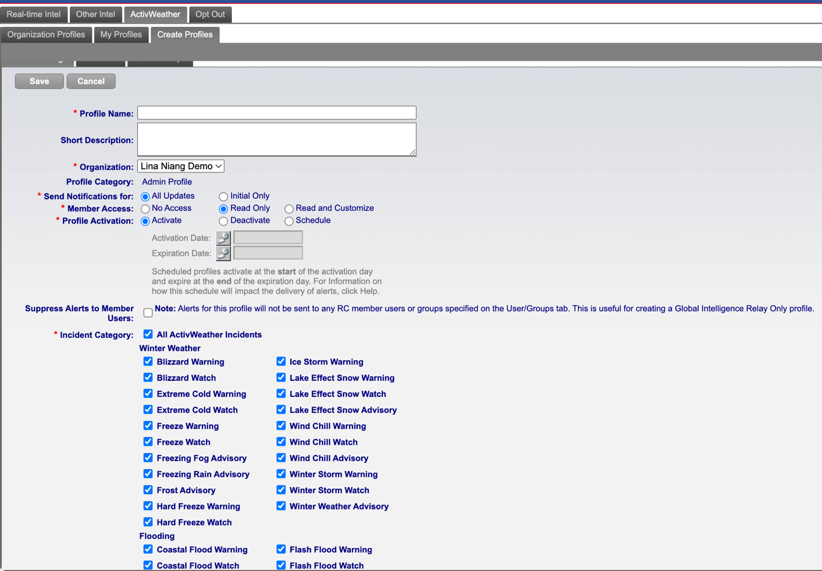 Real-time Intel Other Intel ActivWeather Opt Out
Organization Profiles My Profiles Create Profiles
Save Cancel
* Profile Name:
Short Description:
* Organization: Lina Niang Demo
Profile Category: Admin Profile
* Send Notifications for: All Updates Initial Only
* Member Access: No Access Read Only Read and Customize
* Profile Activation: Activate Deactivate Schedule
Activation Date:
Expiration Date:
Scheduled profiles activate at the start of the activation day
and expire at the end of the expiration day. For Information on
how this schedule will impact the delivery of alerts, click Help.
Suppress Alerts to Member Note: Alerts for this profile will not be sent to any RC member users or groups specified on the User/Groups tab. This is useful for creating a Global Intelligence Relay Only profile.
Users:
* Incident Category: All ActivWeather Incidents
Winter Weather
Blizzard Warning Ice Storm Warning
Blizzard Watch Lake Effect Snow Warning
Extreme Cold Warning Lake Effect Snow Watch
Extreme Cold Watch Lake Effect Snow Advisory
Freeze Warning Wind Chill Warning
Freeze Watch Wind Chill Watch
Freezing Fog Advisory Wind Chill Advisory
Freezing Rain Advisory Winter Storm Warning
Frost Advisory Winter Storm Watch
Hard Freeze Warning Winter Weather Advisory
Hard Freeze Watch
Flooding
Coastal Flood Warning Flash Flood Warning
Coastal Flood Watch Flash Flood Watch